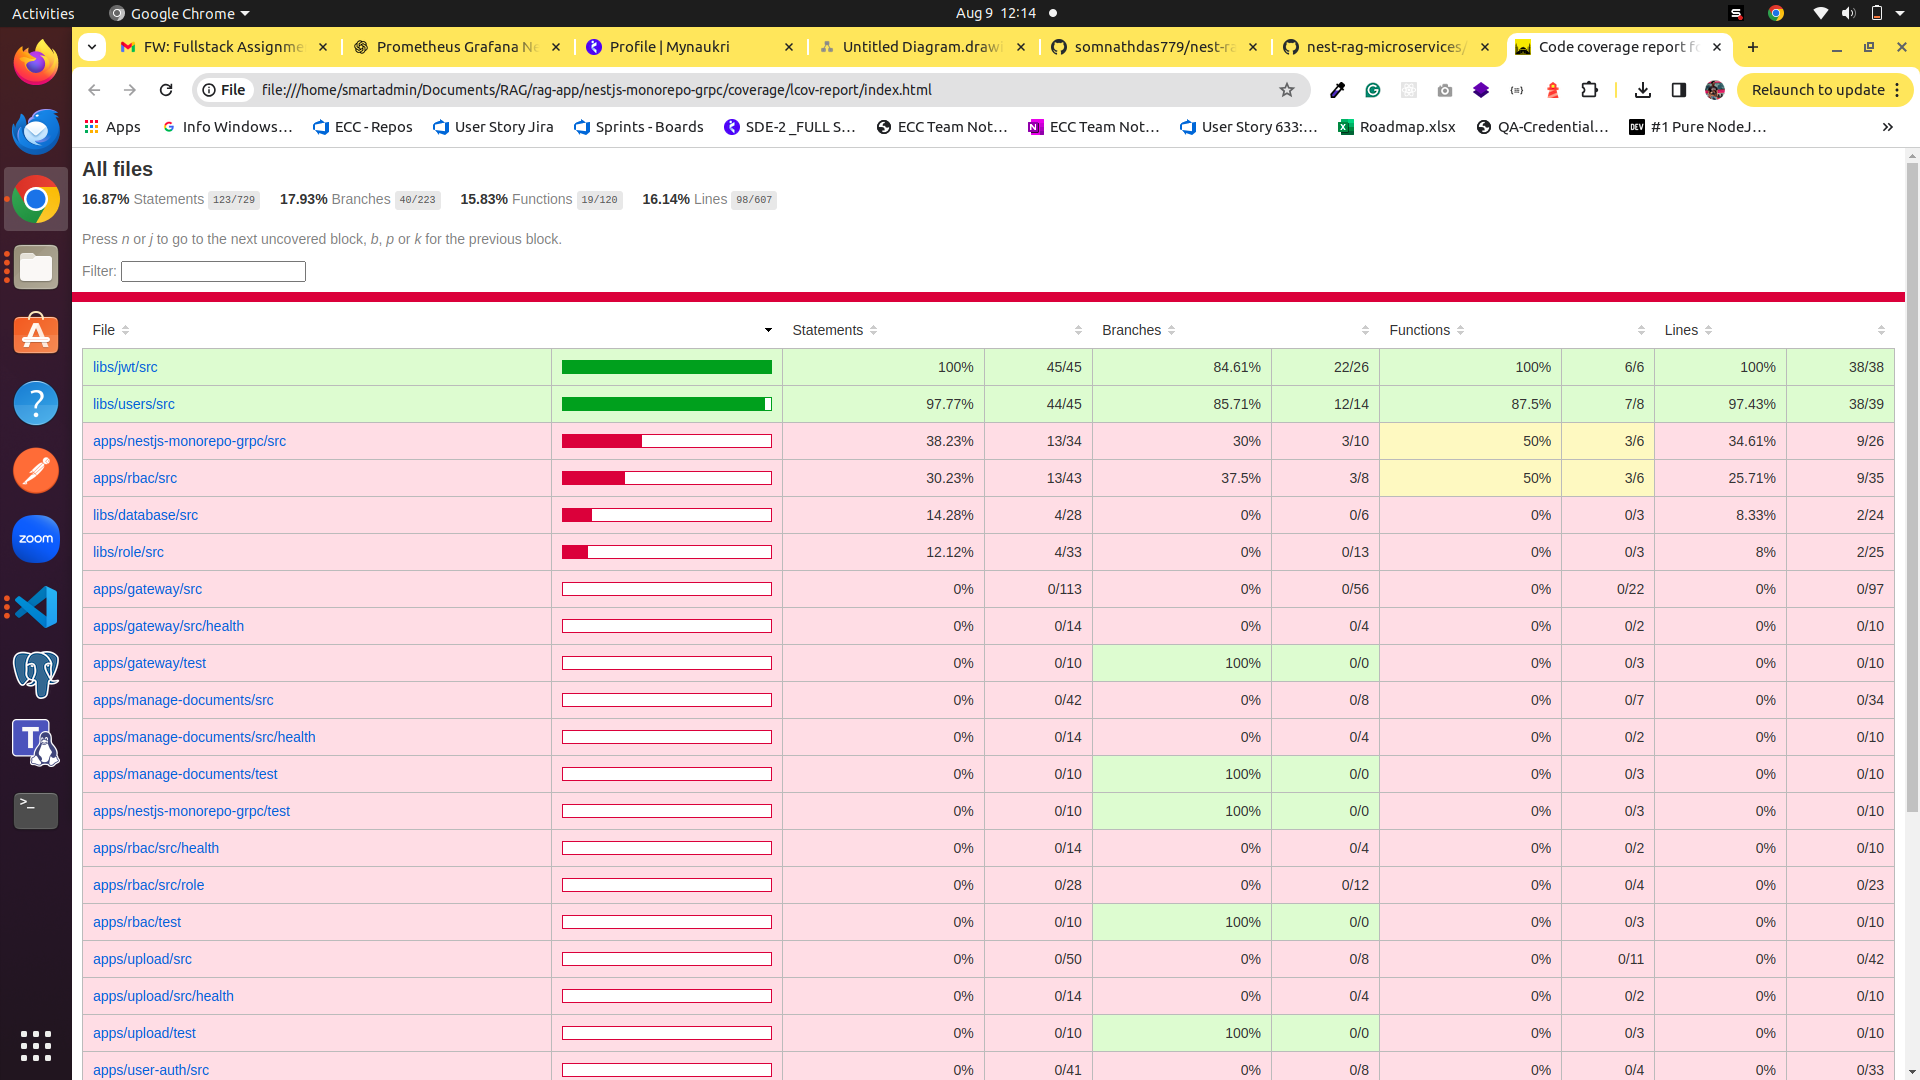 Activities
Google Chrome
Aug 9 12:14
FW: Fullstack Assignme
Prometheus Grafana Ne
Profile | Mynaukri
Untitled Diagram.drawi
somnathdas779/nest-ra
nest-rag-microservices/
Code coverage report fo
File
file:///home/smartadmin/Documents/RAG/rag-app/nestjs-monorepo-grpc/coverage/lcov-report/index.html
Relaunch to update
Apps
Info Windows...
ECC - Repos
User Story Jira
Sprints - Boards
SDE-2 _FULL S...
ECC Team Not...
ECC Team Not...
User Story 633:...
Roadmap.xlsx
QA-Credential...
DEV
#1 Pure NodeJ...
All files
16.87% Statements 123/729 17.93% Branches 40/223 15.83% Functions 19/120 16.14% Lines 98/607
Press n or j to go to the next uncovered block, b, p or k for the previous block.
Filter:
File Statements Branches Functions Lines
libs/jwt/src 100% 45/45 84.61% 22/26 100% 6/6 100% 38/38
libs/users/src 97.77% 44/45 85.71% 12/14 87.5% 7/8 97.43% 38/39
apps/nestjs-monorepo-grpc/src 38.23% 13/34 30% 3/10 50% 3/6 34.61% 9/26
apps/rbac/src 30.23% 13/43 37.5% 3/8 50% 3/6 25.71% 9/35
libs/database/src 14.28% 4/28 0% 0/6 0% 0/3 8.33% 2/24
libs/role/src 12.12% 4/33 0% 0/13 0% 0/3 8% 2/25
apps/gateway/src 0% 0/113 0% 0/56 0% 0/22 0% 0/97
apps/gateway/src/health 0% 0/14 0% 0/4 0% 0/2 0% 0/10
apps/gateway/test 0% 0/10 100% 0/0 0% 0/3 0% 0/10
apps/manage-documents/src 0% 0/42 0% 0/8 0% 0/7 0% 0/34
apps/manage-documents/src/health 0% 0/14 0% 0/4 0% 0/2 0% 0/10
apps/manage-documents/test 0% 0/10 100% 0/0 0% 0/3 0% 0/10
apps/nestjs-monorepo-grpc/test 0% 0/10 100% 0/0 0% 0/3 0% 0/10
apps/rbac/src/health 0% 0/14 0% 0/4 0% 0/2 0% 0/10
apps/rbac/src/role 0% 0/28 0% 0/12 0% 0/4 0% 0/23
apps/rbac/test 0% 0/10 100% 0/0 0% 0/3 0% 0/10
apps/upload/src 0% 0/50 0% 0/8 0% 0/11 0% 0/42
apps/upload/src/health 0% 0/14 0% 0/4 0% 0/2 0% 0/10
apps/upload/test 0% 0/10 100% 0/0 0% 0/3 0% 0/10
apps/user-auth/src 0% 0/41 0% 0/8 0% 0/4 0% 0/33
zoom